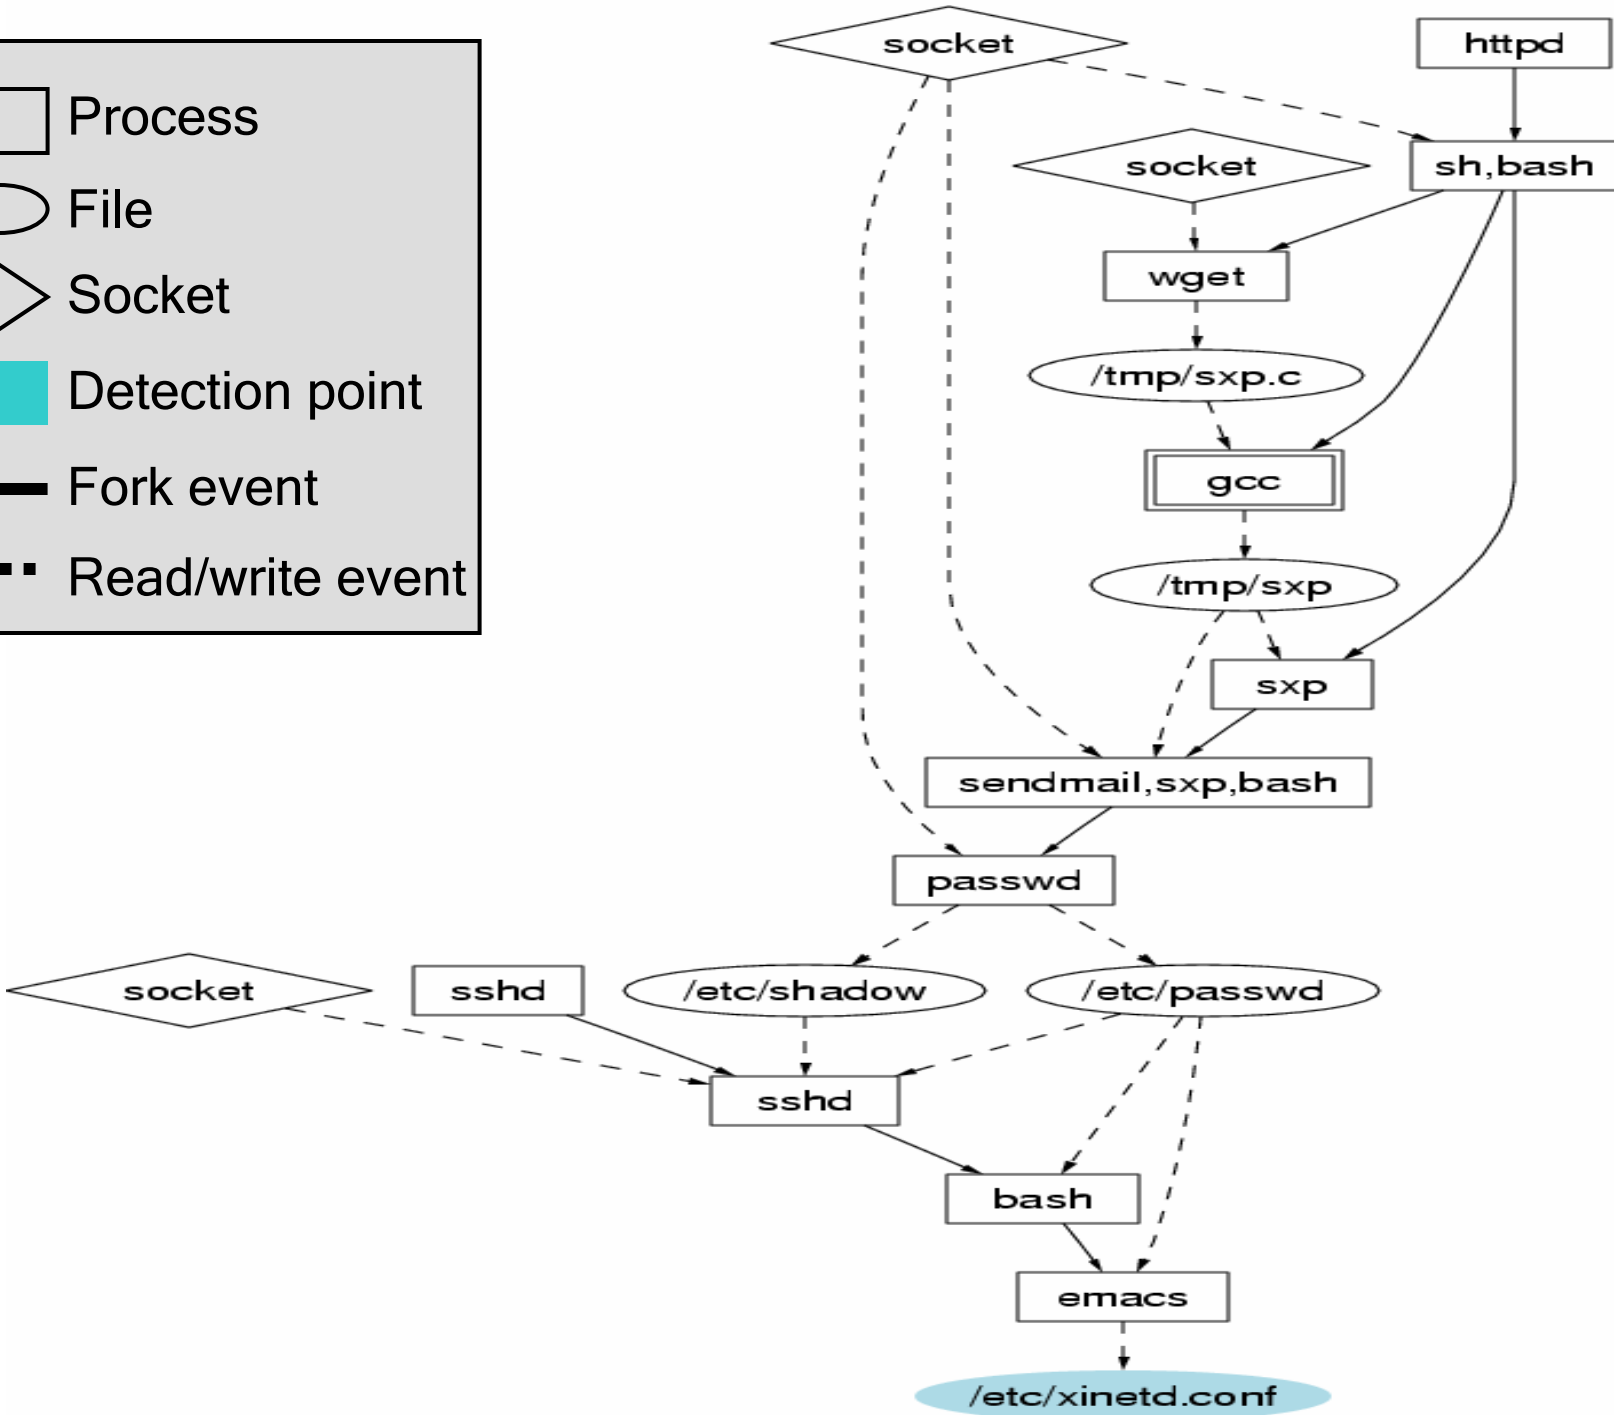 Process
File
Socket
Detection point
Fork event
Read/write event
socket
httpd
socket
sh,bash
wget
/tmp/sxp.c
gcc
/tmp/sxp
sxp
sendmail,sxp,bash
passwd
socket
sshd
/etc/shadow
/etc/passwd
sshd
bash
emacs
/etc/xinetd.conf